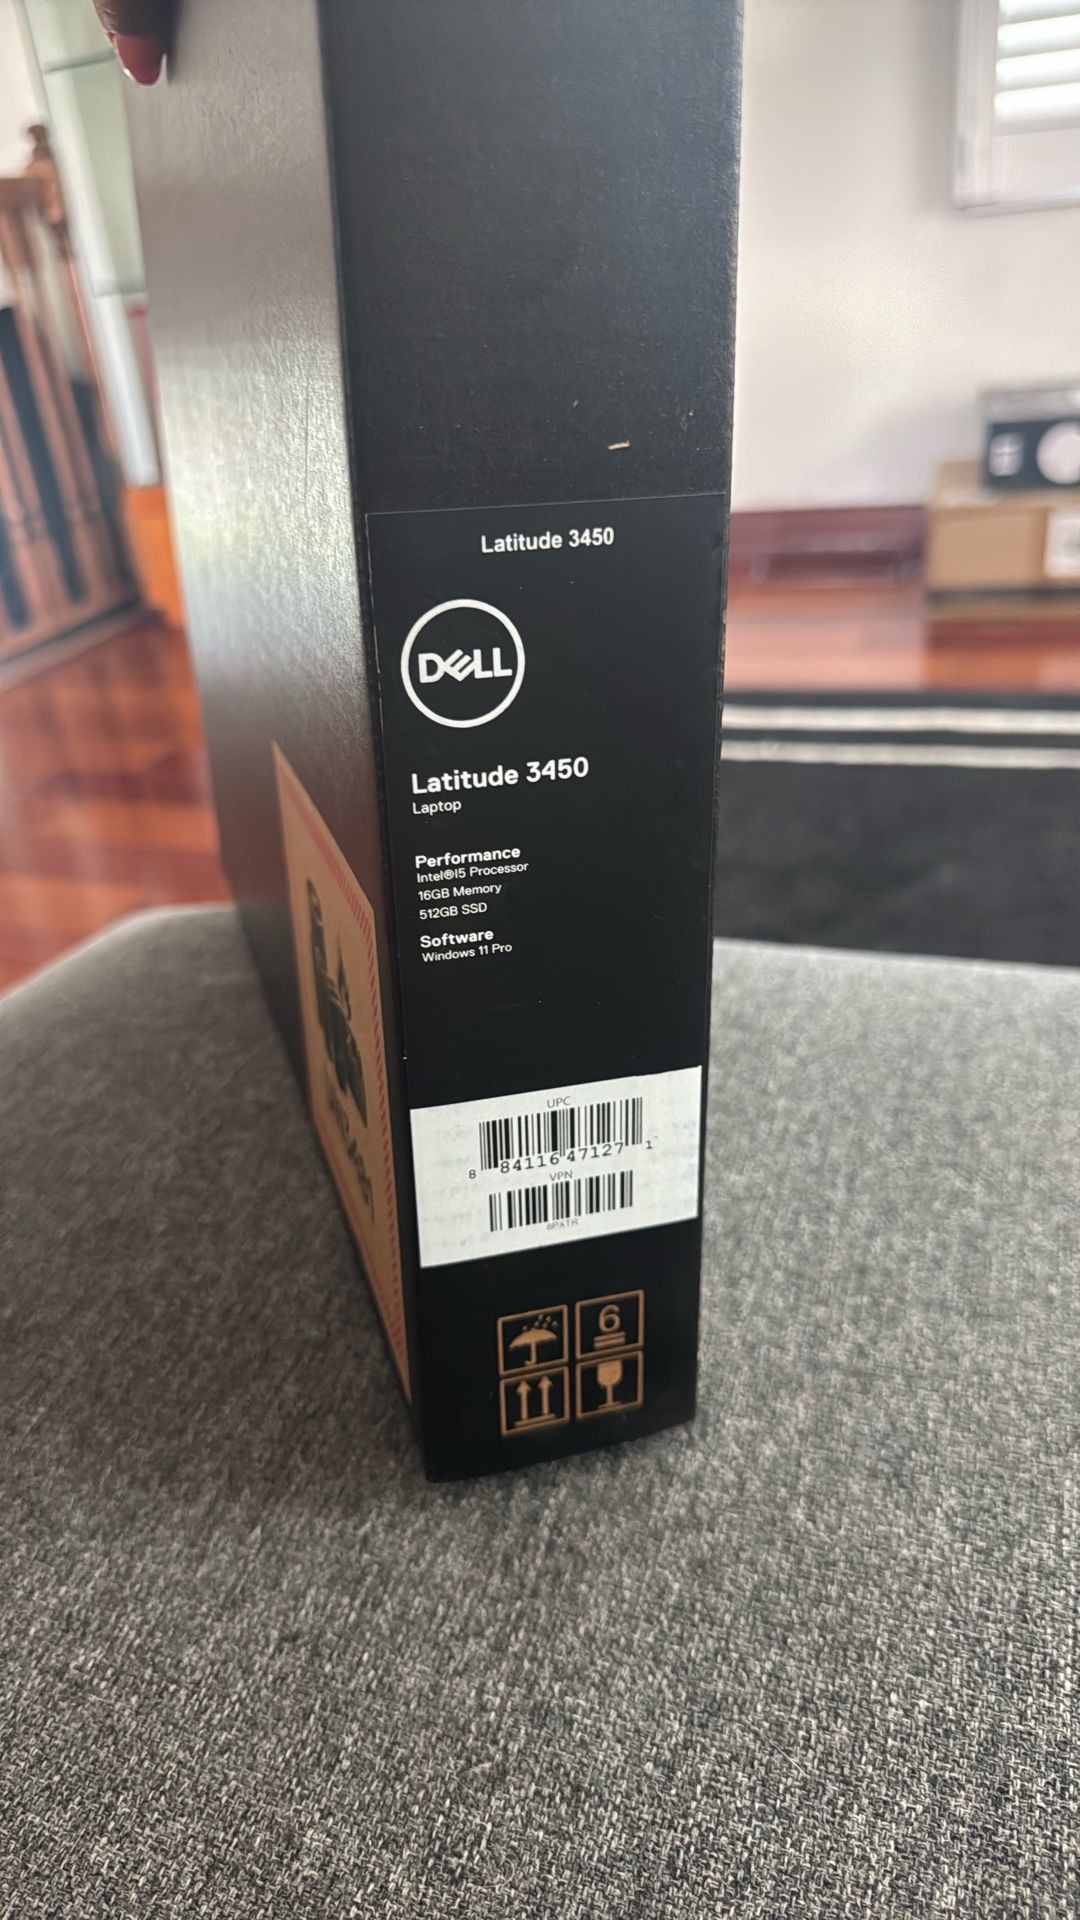 Latitude 3450
DELL
Latitude 3450
Laptop
Performance
Intel®I5 Processor
16GB Memory
512GB SSD
Software
Windows 11 Pro
UPC
8 84116 47127 1
VPN
6PATR
6